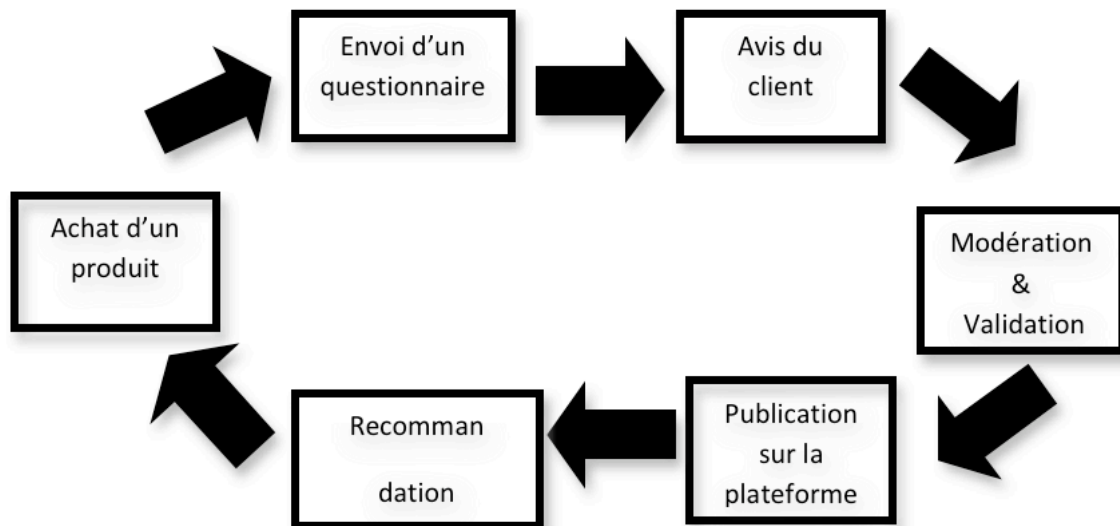 Envoi d’un
questionnaire
Avis du
client
Achat d’un
produit
Modération
&
Validation
Recomman
dation
Publication
sur la
plateforme